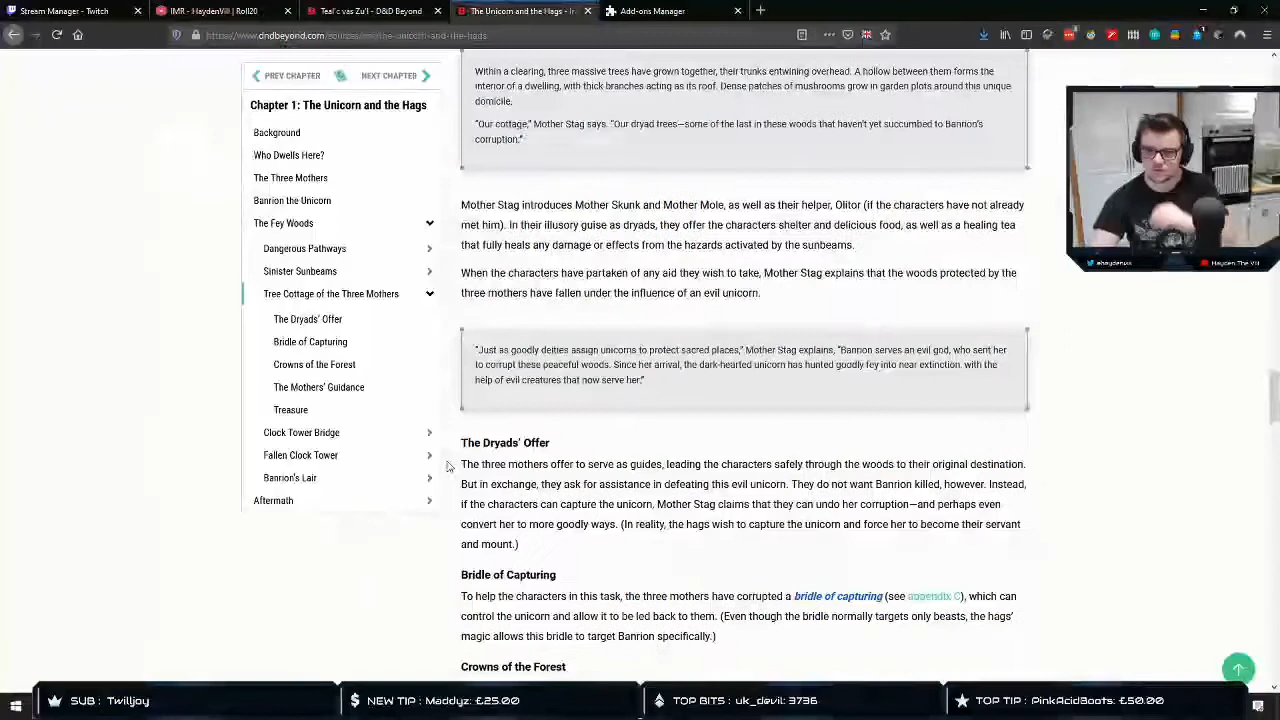 Stream Manager - Twitch
IMR - HaydenVill | Roll20
Teal'c vas Zu'l - D&D Beyond
The Unicorn and the Hags - In
Add-ons Manager
https://www.dndbeyond.com/sources/imr/the-unicorn-and-the-hags
PREV CHAPTER
NEXT CHAPTER
Chapter 1: The Unicorn and the Hags
Background
Who Dwells Here?
The Three Mothers
Banrion the Unicorn
The Fey Woods
Dangerous Pathways
Sinister Sunbeams
Tree Cottage of the Three Mothers
The Dryads' Offer
Bridle of Capturing
Crowns of the Forest
The Mothers' Guidance
Treasure
Clock Tower Bridge
Fallen Clock Tower
Banrion's Lair
Aftermath
Within a clearing, three massive trees have grown together, their trunks entwining overhead. A hollow between them forms the
interior of a dwelling, with thick branches acting as its roof. Dense patches of mushrooms grow in garden plots around this unique
domicile.
"Our cottage," Mother Stag says. "Our dryad trees—some of the last in these woods that haven't yet succumbed to Banrion's
corruption."
Mother Stag introduces Mother Skunk and Mother Mole, as well as their helper, Olitor (if the characters have not already
met him). In their illusory guise as dryads, they offer the characters shelter and delicious food, as well as a healing tea
that fully heals any damage or effects from the hazards activated by the sunbeams.
When the characters have partaken of any aid they wish to take, Mother Stag explains that the woods protected by the
three mothers have fallen under the influence of an evil unicorn.
"Just as goodly deities assign unicorns to protect sacred places," Mother Stag explains, "Banrion serves an evil god, who sent her
to corrupt these peaceful woods. Since her arrival, the dark-hearted unicorn has hunted goodly fey into near extinction, with the
help of evil creatures that now serve her."
The Dryads' Offer
The three mothers offer to serve as guides, leading the characters safely through the woods to their original destination.
But in exchange, they ask for assistance in defeating this evil unicorn. They do not want Banrion killed, however. Instead,
if the characters can capture the unicorn, Mother Stag claims that they can undo her corruption—and perhaps even
convert her to more goodly ways. (In reality, the hags wish to capture the unicorn and force her to become their servant
and mount.)
Bridle of Capturing
To help the characters in this task, the three mothers have corrupted a bridle of capturing (see appendix C), which can
control the unicorn and allow it to be led back to them. (Even though the bridle normally targets only beasts, the hags'
magic allows this bridle to target Banrion specifically.)
Crowns of the Forest
Hayden The Vill
SUB : Twilljoy
NEW TIP : Maddyz: £25.00
TOP BITS : uk_devil: 3736
TOP TIP : PinkAcidBoots: £50.00